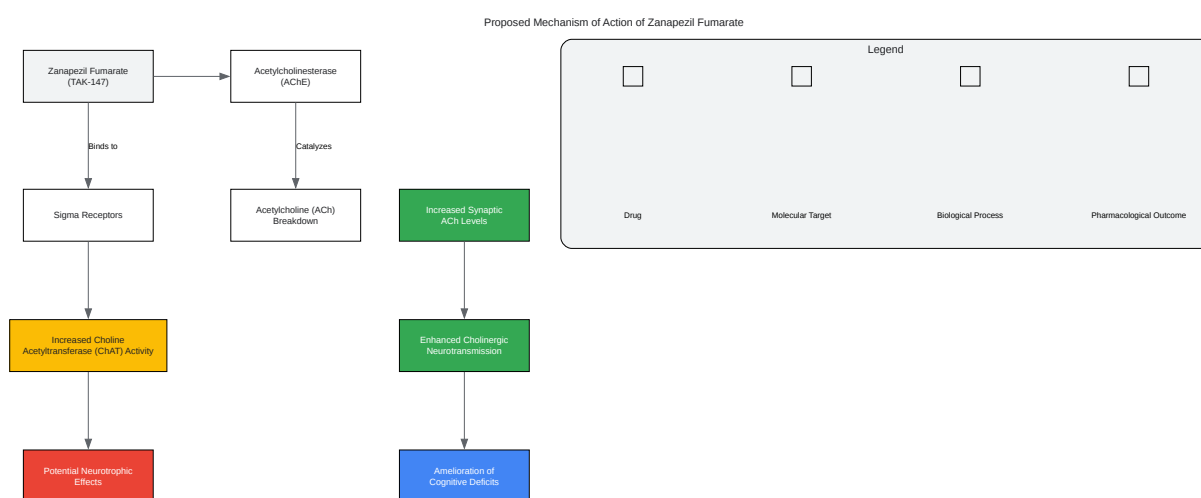 Proposed Mechanism of Action of Zanapezil Fumarate
Legend
Zanapezil Fumarate
(TAK-147)
Acetylcholinesterase
(AChE)
Binds to
Catalyzes
Sigma Receptors
Acetylcholine (ACh)
Breakdown
Increased Synaptic
ACh Levels
Drug
Molecular Target
Biological Process
Pharmacological Outcome
Increased Choline
Acetyltransferase (ChAT) Activity
Enhanced Cholinergic
Neurotransmission
Potential Neurotrophic
Effects
Amelioration of
Cognitive Deficits